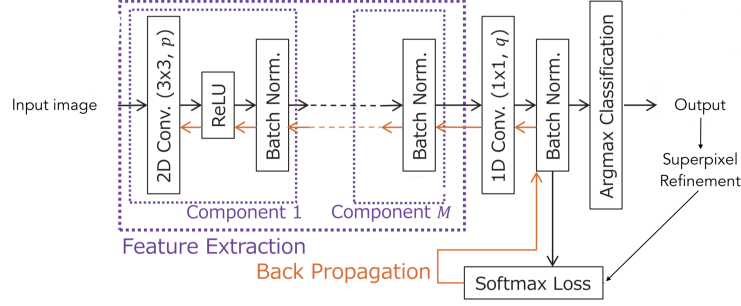 Input image
2D Conv. (3x3, p)
ReLU
Batch Norm.
Batch Norm.
1D Conv. (1x1, q)
Batch Norm.
Argmax Classification
Output
Superpixel
Refinement
Component 1
Component M
Feature Extraction
Back Propagation
Softmax Loss